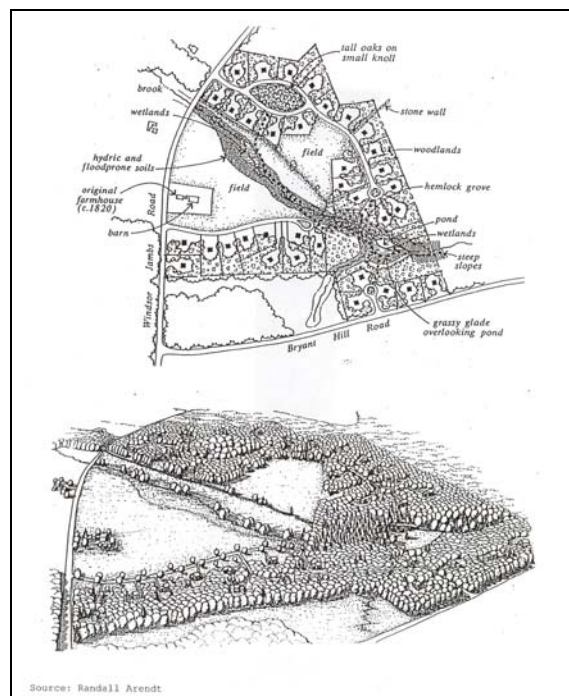 tall oaks on
small knoll
brook
wetlands
stone wall
hydric and
floodprone soils
field
woodlands
field
hemlock grove
original
farmhouse
(c.1820)
barn
pond
wetlands
steep
slopes
Windsor Jambs Road
grassy glade
overlooking pond
Bryant Hill Road
Source: Randall Arendt